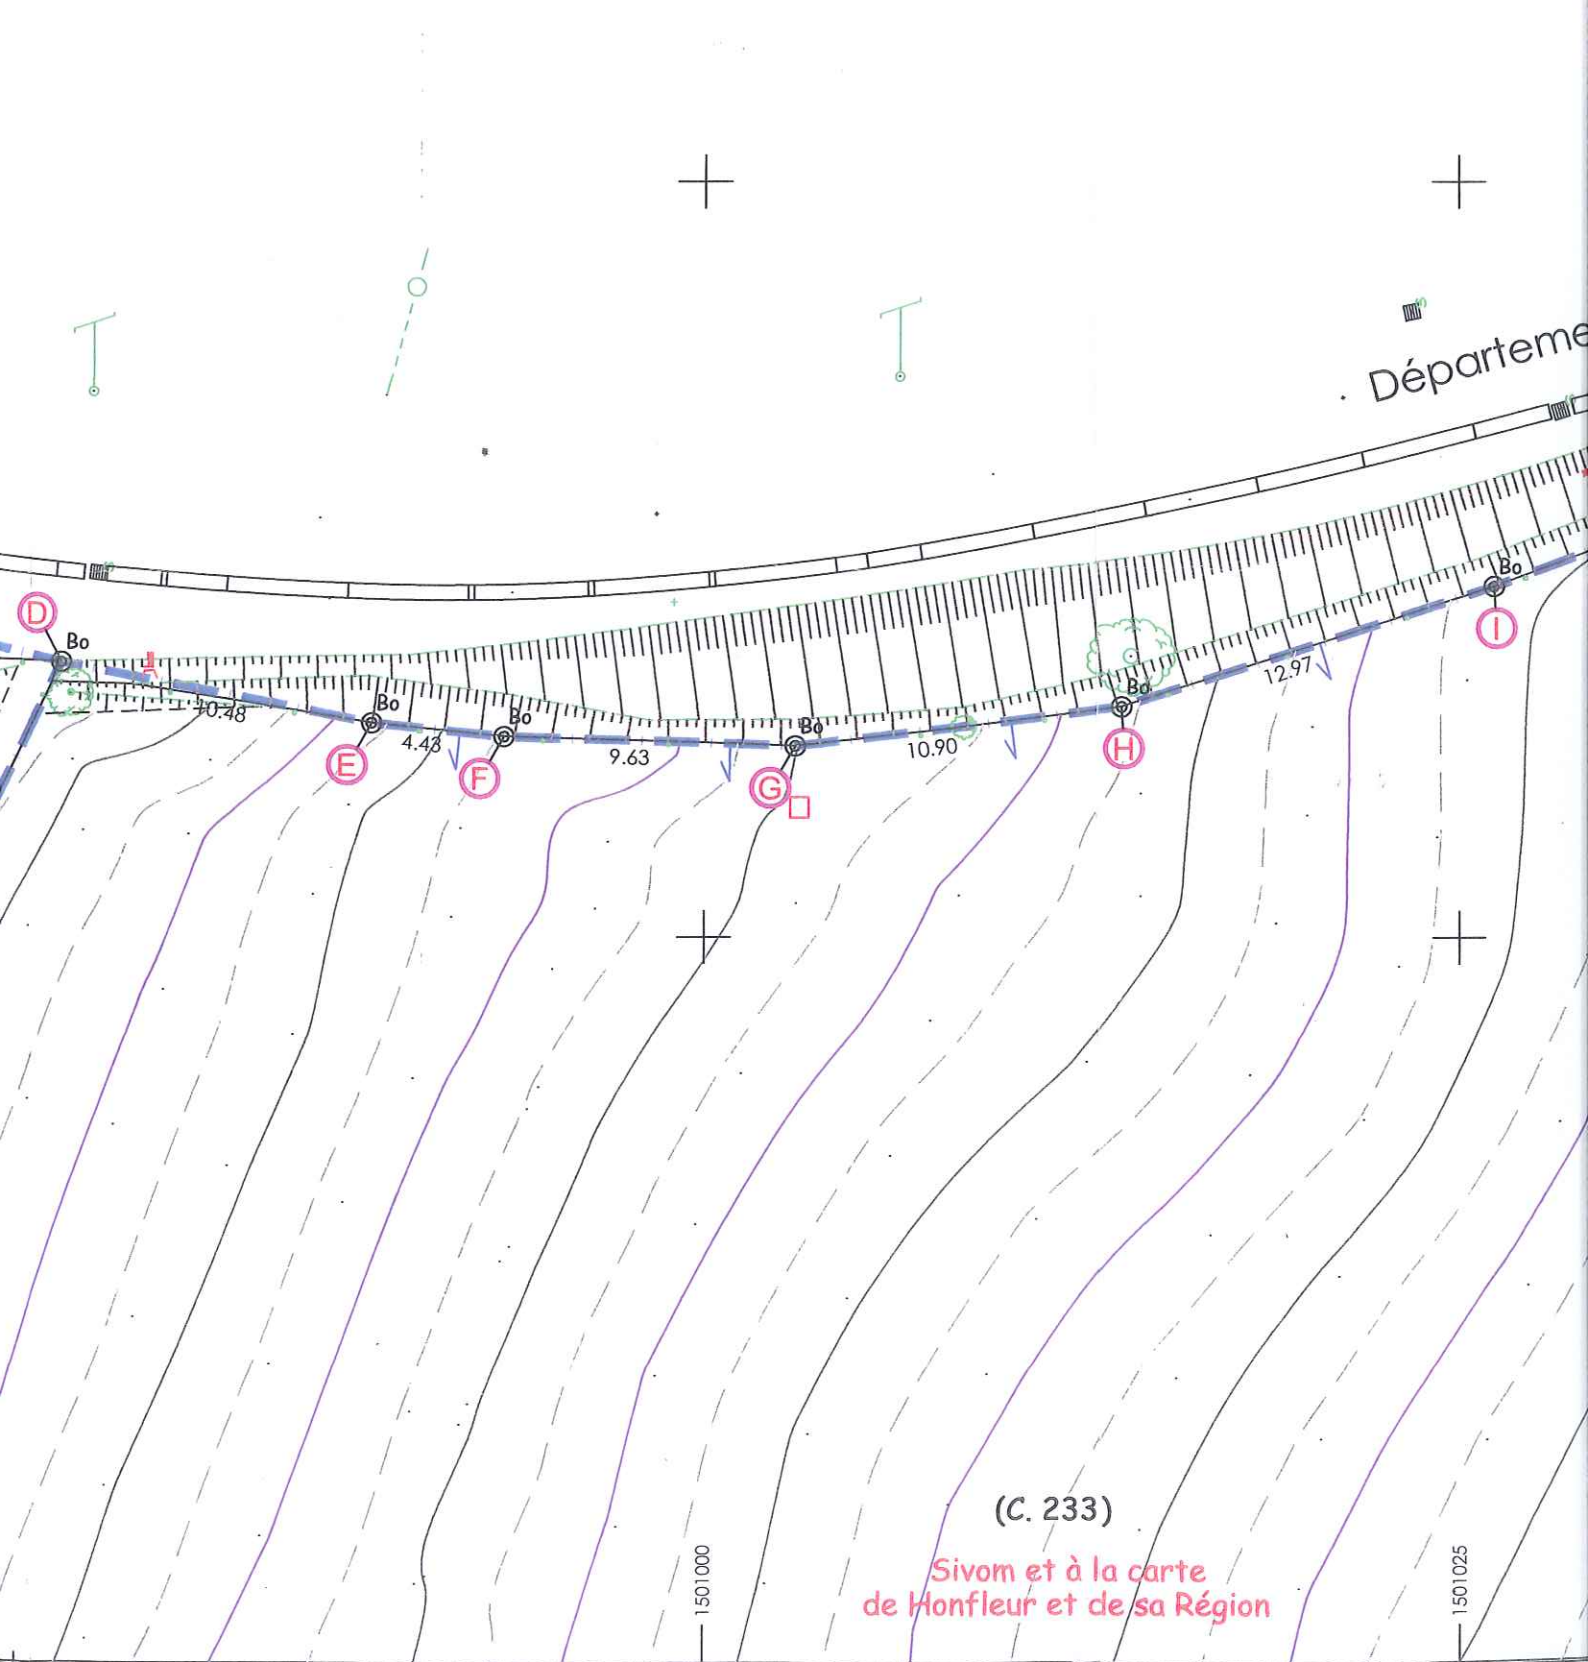 Départeme
D
Bo
Bo
Bo
Bo
Bo
Bo
I
10.48
E
4.43
F
9.63
G
10.90
H
12.97
(C. 233)
Sivom et à la carte
de Honfleur et de sa Région
1501000
1501025